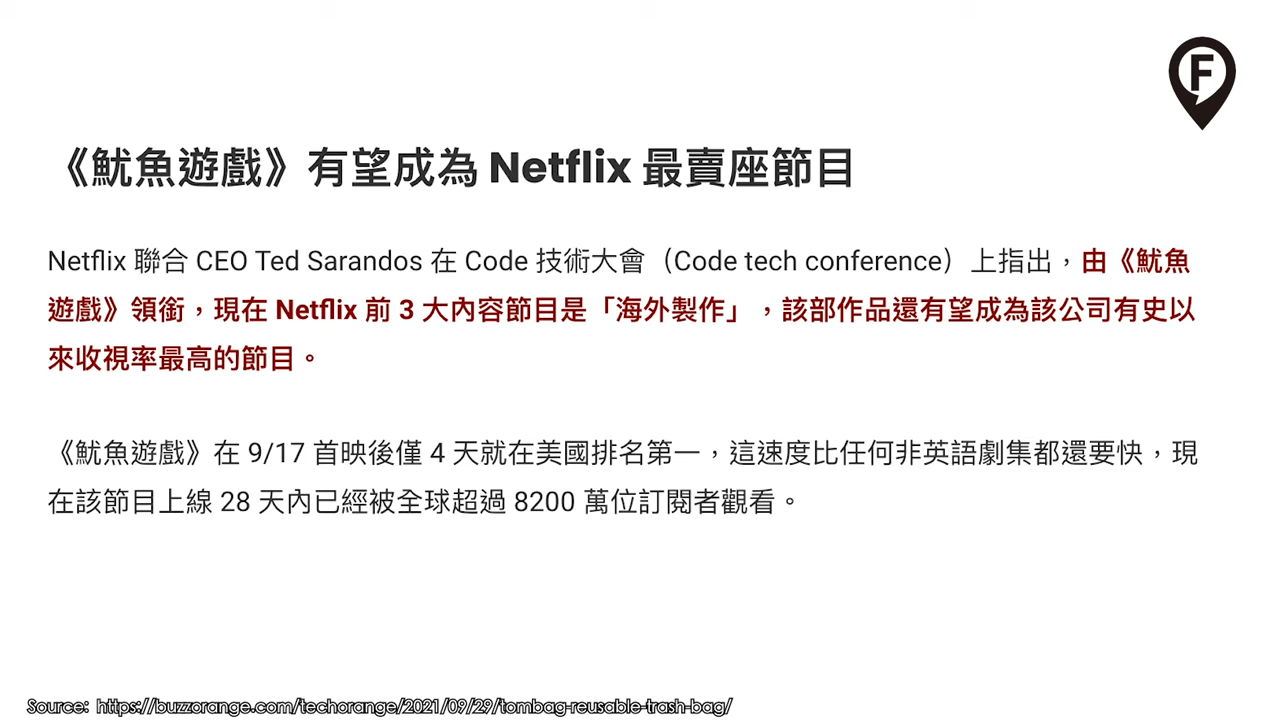 F
《魷魚遊戲》有望成為 Netflix 最賣座節目
Netflix 聯合 CEO Ted Sarandos 在 Code 技術大會（Code tech conference）上指出，由《魷魚
遊戲》領銜，現在 Netflix 前 3 大內容節目是「海外製作」，該部作品還有望成為該公司有史以
來收視率最高的節目。
《魷魚遊戲》在 9/17 首映後僅 4 天就在美國排名第一，這速度比任何非英語劇集都還要快，現
在該節目上線 28 天內已經被全球超過 8200 萬位訂閱者觀看。
Source: https://buzzorange.com/techorange/2021/09/29/tombag-reusable-trash-bag/